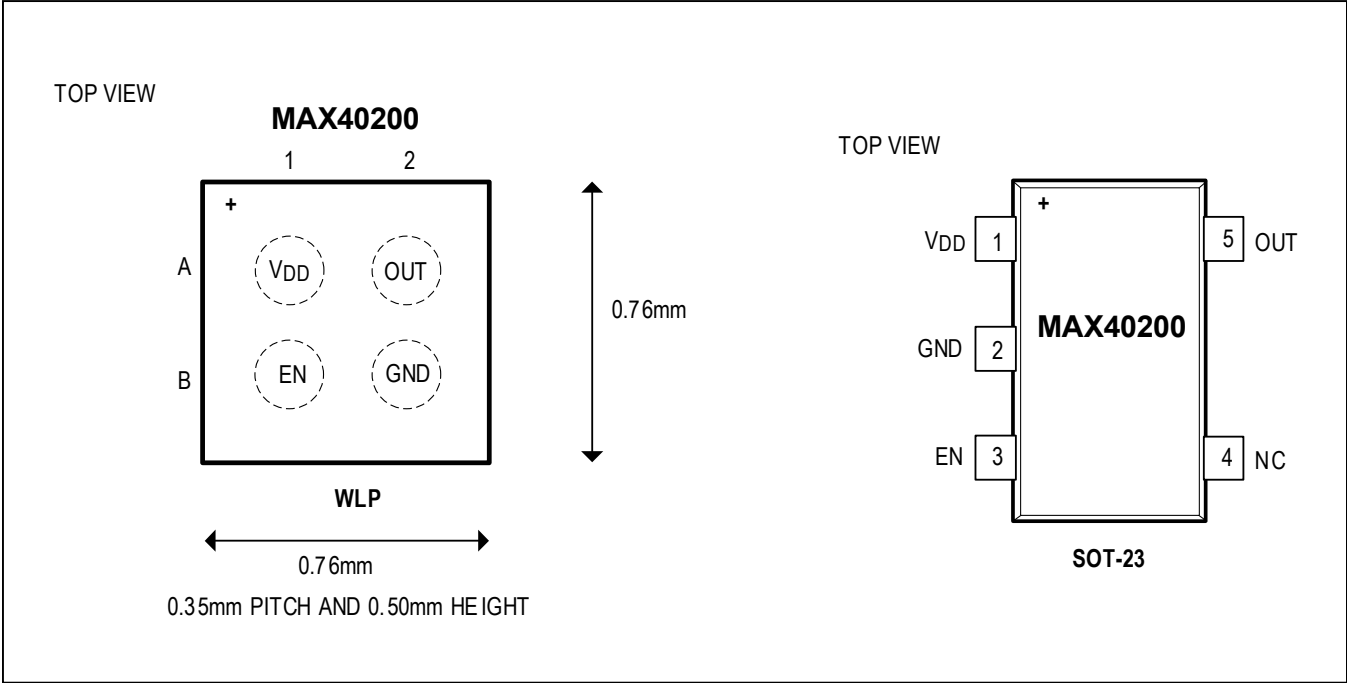 TOP VIEW
MAX40200
1 2
+
A VDD OUT
B EN GND
0.76mm
WLP
0.76mm
0.35mm PITCH AND 0.50mm HEIGHT
TOP VIEW
+
VDD 1 5 OUT
MAX40200
GND 2
EN 3 4 NC
SOT-23